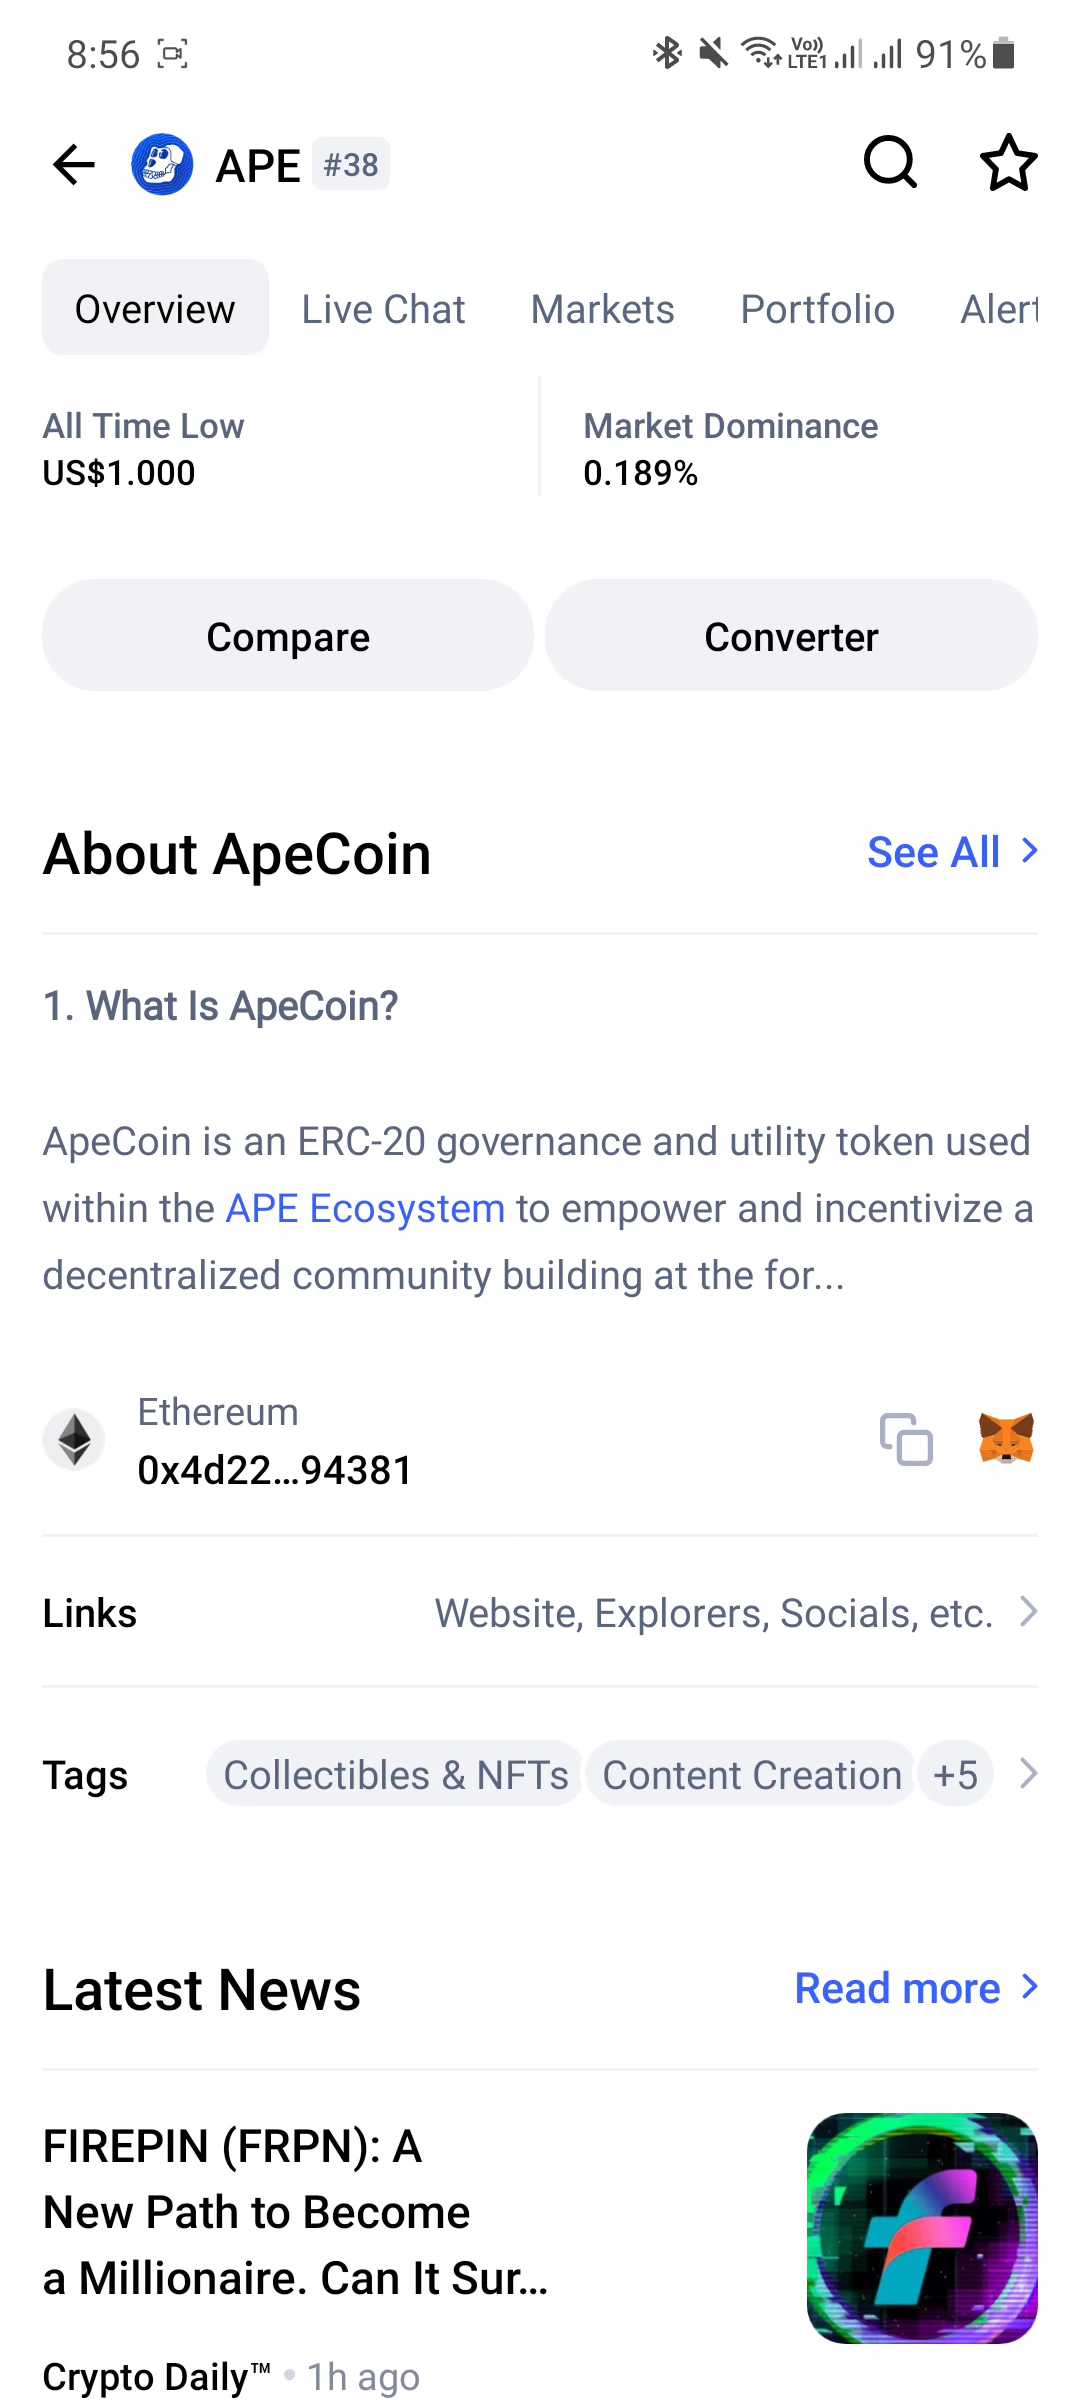 8:56
Vo)) LTE1 91%
APE #38
Overview Live Chat Markets Portfolio Alert
All Time Low Market Dominance
US$1.000 0.189%
Compare Converter
About ApeCoin See All
1. What Is ApeCoin?
ApeCoin is an ERC-20 governance and utility token used
within the APE Ecosystem to empower and incentivize a
decentralized community building at the for...
Ethereum
0x4d22...94381
Links Website, Explorers, Socials, etc.
Tags Collectibles & NFTs Content Creation +5
Latest News Read more
FIREPIN (FRPN): A
New Path to Become
a Millionaire. Can It Sur...
Crypto Daily™ • 1h ago